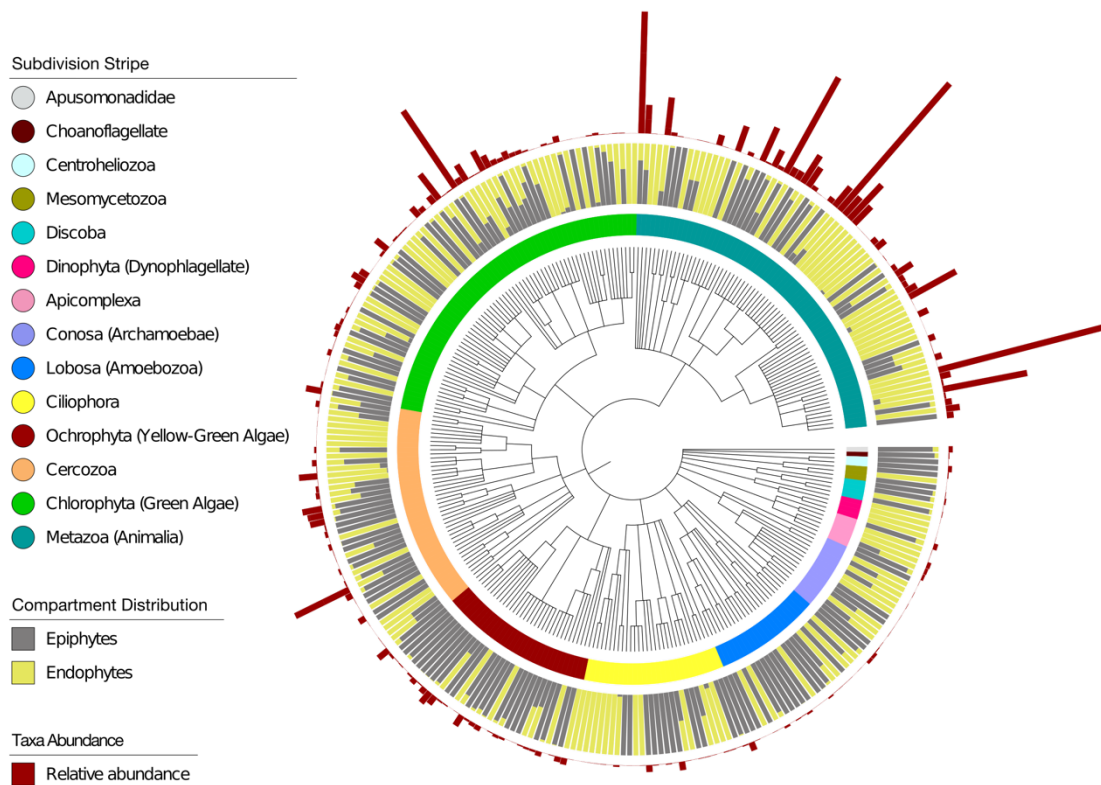 Subdivision Stripe
Apusomonadidae
Choanoflagellate
Centroheliozoa
Mesomycetozoa
Discoba
Dinophyta (Dynophlagellate)
Apicomplexa
Conosa (Archamoebae)
Lobosa (Amoebozoa)
Ciliophora
Ochrophyta (Yellow-Green Algae)
Cercozoa
Chlorophyta (Green Algae)
Metazoa (Animalia)
Compartment Distribution
Epiphytes
Endophytes
Taxa Abundance
Relative abundance